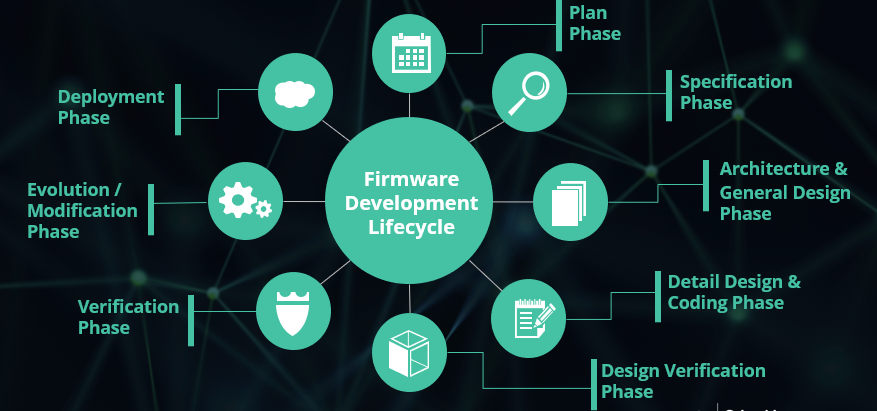 Plan
Phase
Specification
Phase
Architecture &
General Design
Phase
Detail Design &
Coding Phase
Design Verification
Phase
Verification
Phase
Evolution /
Modification
Phase
Deployment
Phase
Firmware
Development
Lifecycle